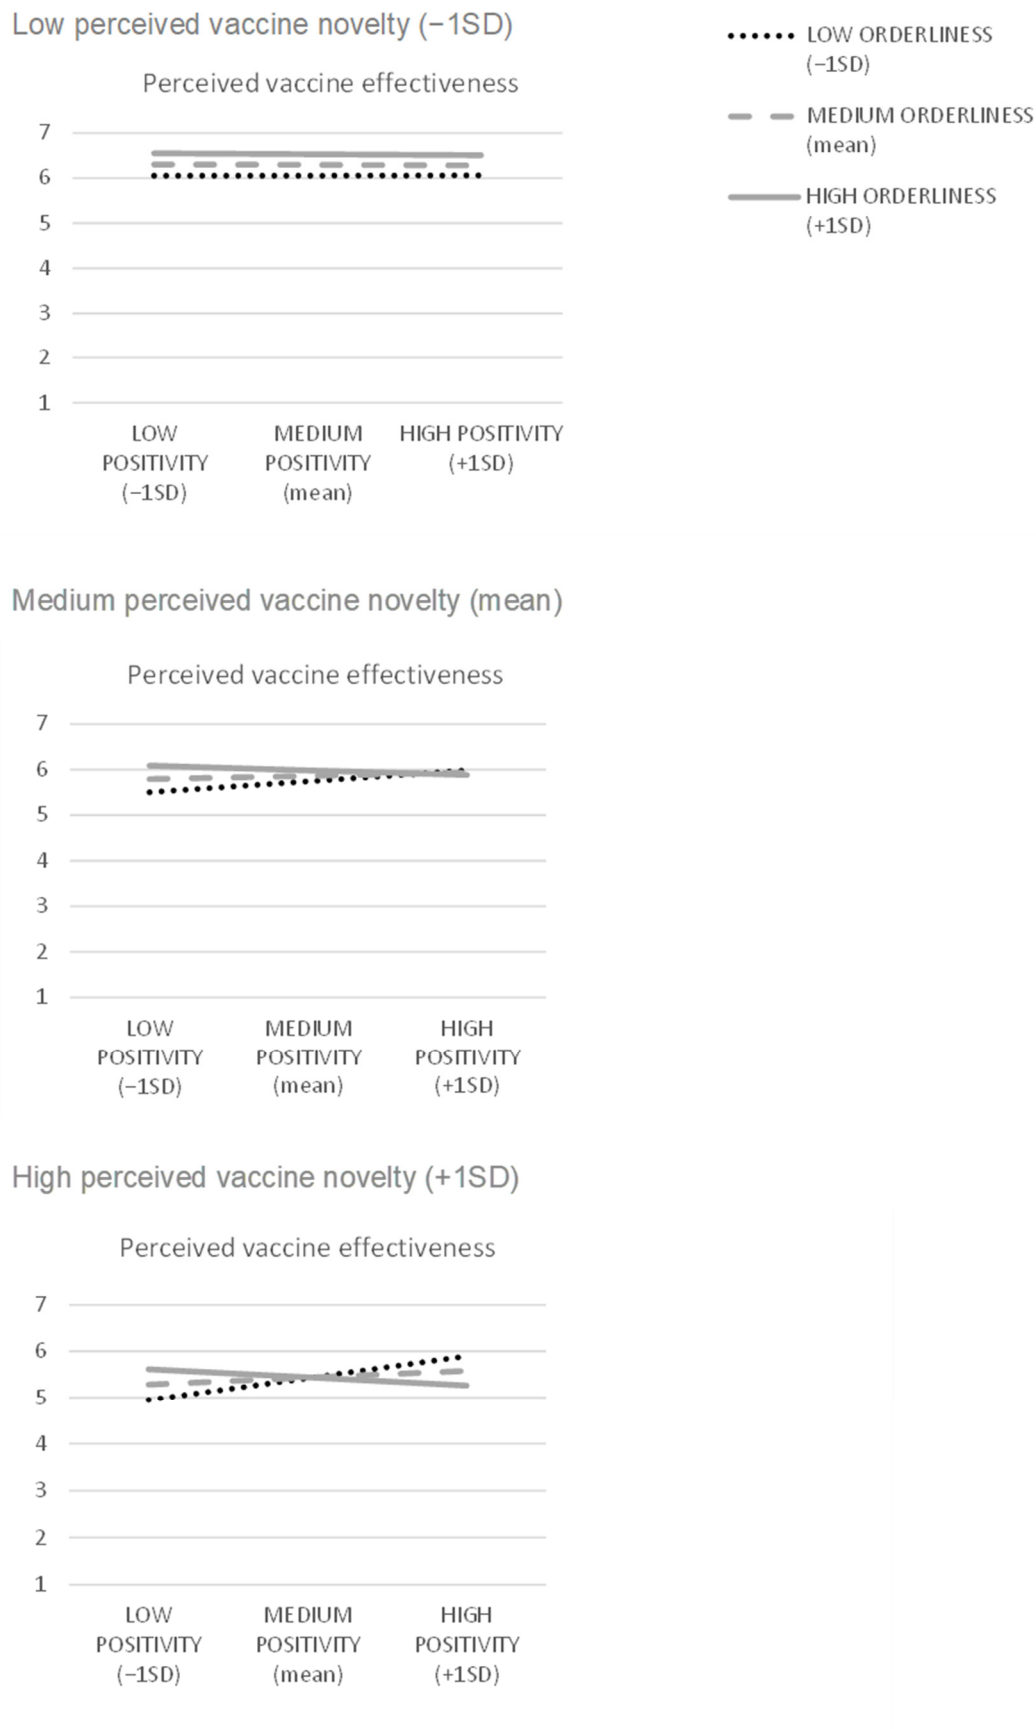 Low perceived vaccine novelty (−1SD)
LOW ORDERLINESS
(−1SD)
MEDIUM ORDERLINESS
(mean)
HIGH ORDERLINESS
(+1SD)
Perceived vaccine effectiveness
7
6
5
4
3
2
1
LOW POSITIVITY (−1SD)
MEDIUM POSITIVITY (mean)
HIGH POSITIVITY (+1SD)
Medium perceived vaccine novelty (mean)
Perceived vaccine effectiveness
7
6
5
4
3
2
1
LOW POSITIVITY (−1SD)
MEDIUM POSITIVITY (mean)
HIGH POSITIVITY (+1SD)
High perceived vaccine novelty (+1SD)
Perceived vaccine effectiveness
7
6
5
4
3
2
1
LOW POSITIVITY (−1SD)
MEDIUM POSITIVITY (mean)
HIGH POSITIVITY (+1SD)